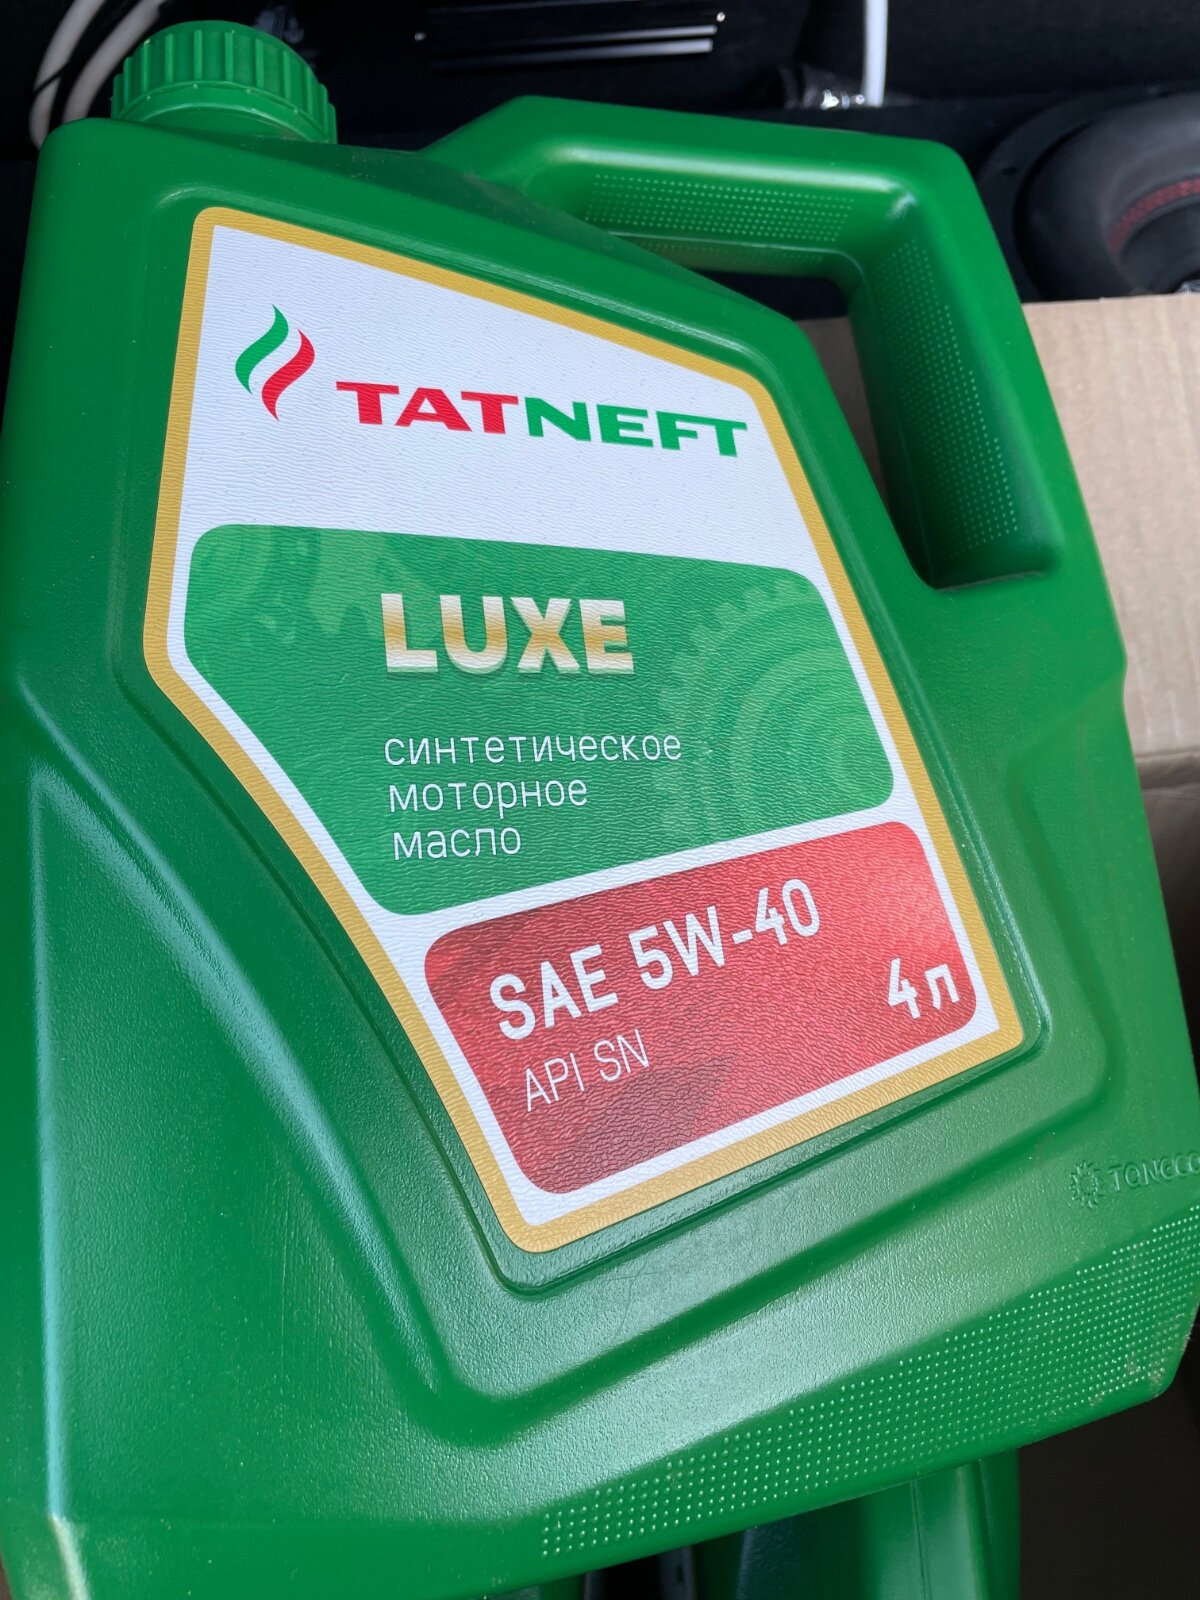 TATNEFT
LUXE
синтетическое
моторное
масло
SAE 5W-40
4 л
API SN